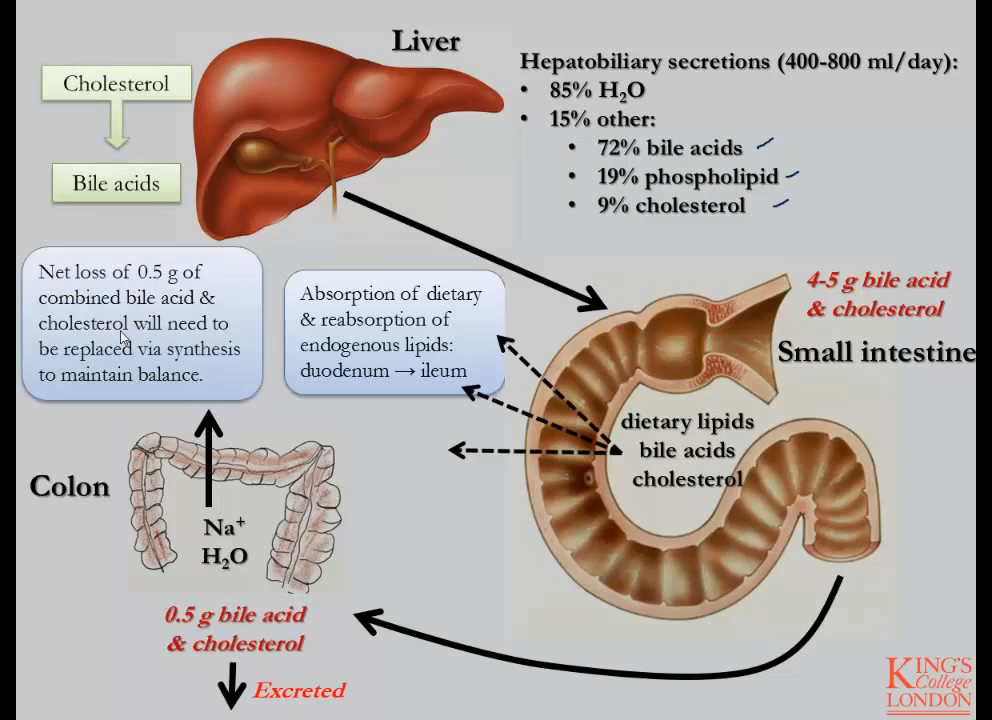 Liver
Cholesterol
Bile acids
Hepatobiliary secretions (400-800 ml/day):
• 85% H₂O
• 15% other:
• 72% bile acids
• 19% phospholipid
• 9% cholesterol
Net loss of 0.5 g of
combined bile acid &
cholesterol will need to
be replaced via synthesis
to maintain balance.
Absorption of dietary
& reabsorption of
endogenous lipids:
duodenum → ileum
4-5 g bile acid
& cholesterol
Small intestine
dietary lipids
bile acids
cholesterol
Colon
Na⁺
H₂O
0.5 g bile acid
& cholesterol
Excreted
KING'S
College
LONDON